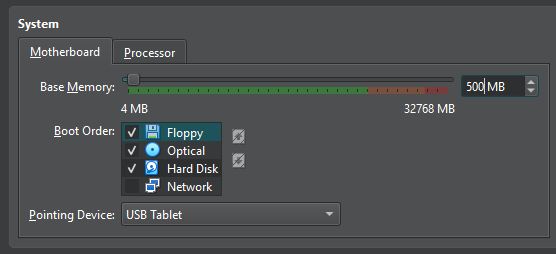 System
Motherboard Processor
Base Memory: 500 MB
4 MB 32768 MB
Boot Order: Floppy
Optical
Hard Disk
Network
Pointing Device: USB Tablet